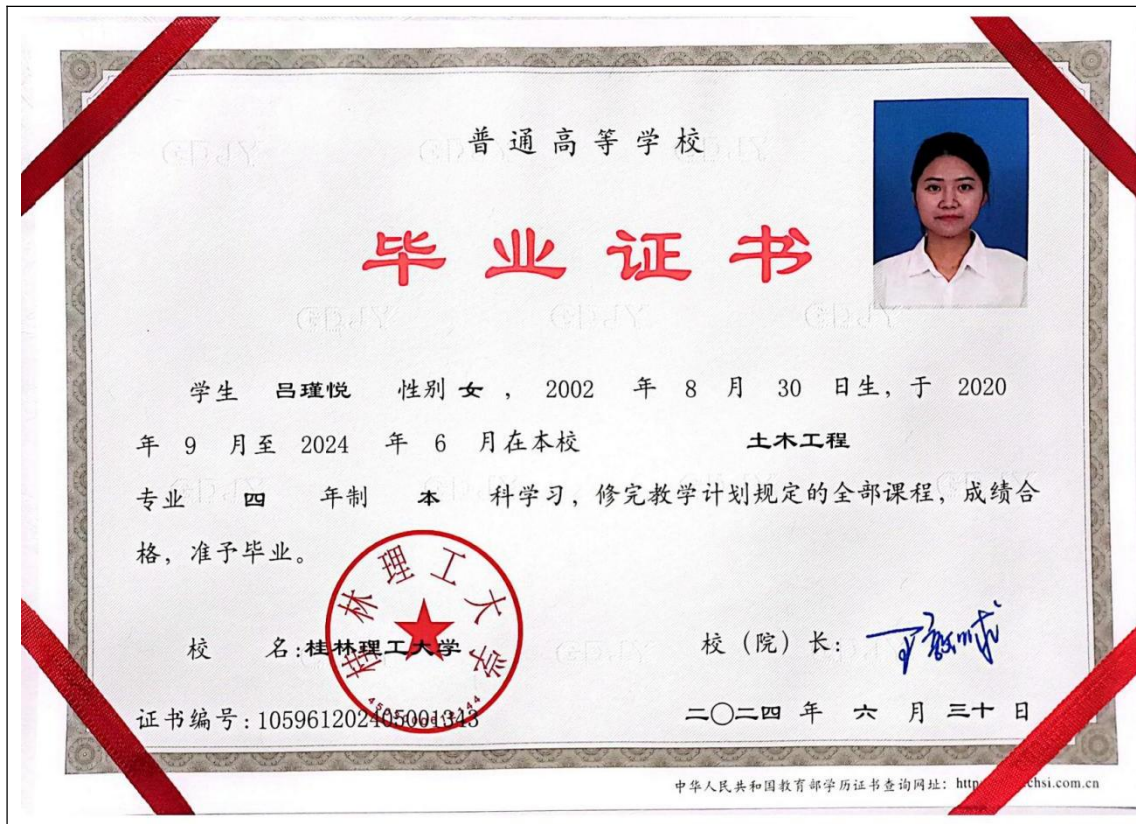 普通高等学校
毕业证书
学生 吕瑾悦 性别 女 ， 2002 年 8 月 30 日生，于 2020
年 9 月至 2024 年 6 月在本校 土木工程
专业 四 年制 本 科学习，修完教学计划规定的全部课程，成绩合
格，准予毕业。
桂林理工大学
校 名：桂林理工大学 校（院）长：
证书编号：105961202405001343 二〇二四 年 六 月 三十 日
中华人民共和国教育部学历证书查询网址： http chsi.com.cn